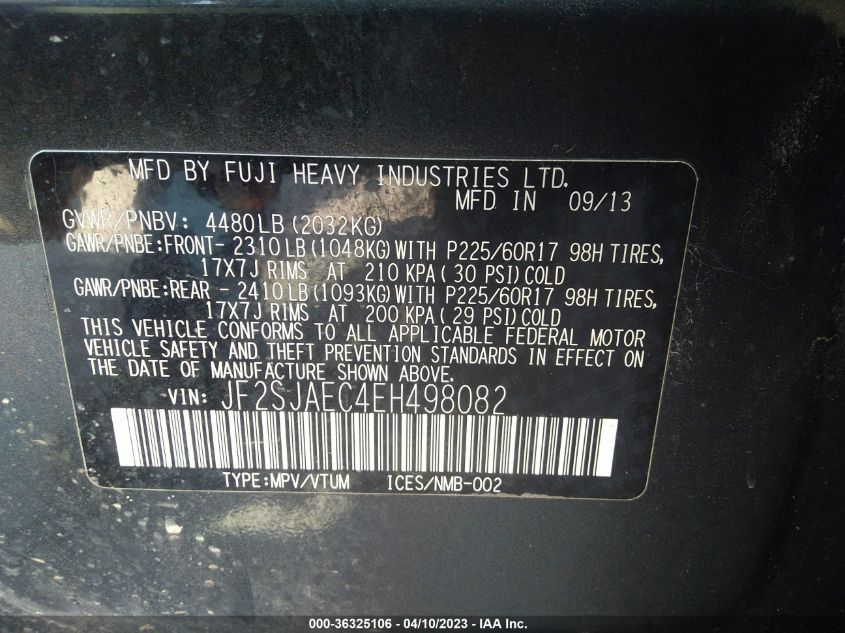 MFD BY FUJI HEAVY INDUSTRIES LTD.
MFD IN 09/13
GVWR/PNBV: 4480LB (2032KG)
GAWR/PNBE:FRONT- 2310LB (1048KG) WITH P225/60R17 98H TIRES,
17X7J RIMS AT 210 KPA (30 PSI) COLD
GAWR/PNBE:REAR - 2410LB (1093KG) WITH P225/60R17 98H TIRES,
17X7J RIMS AT 200 KPA (29 PSI) COLD
THIS VEHICLE CONFORMS TO ALL APPLICABLE FEDERAL MOTOR
VEHICLE SAFETY AND THEFT PREVENTION STANDARDS IN EFFECT ON
THE DATE OF MANUFACTURE SHOWN ABOVE.
VIN: JF2SJAEC4EH498082
TYPE:MPV/VTUM ICES/NMB-002
000-36325106 - 04/10/2023 - IAA Inc.